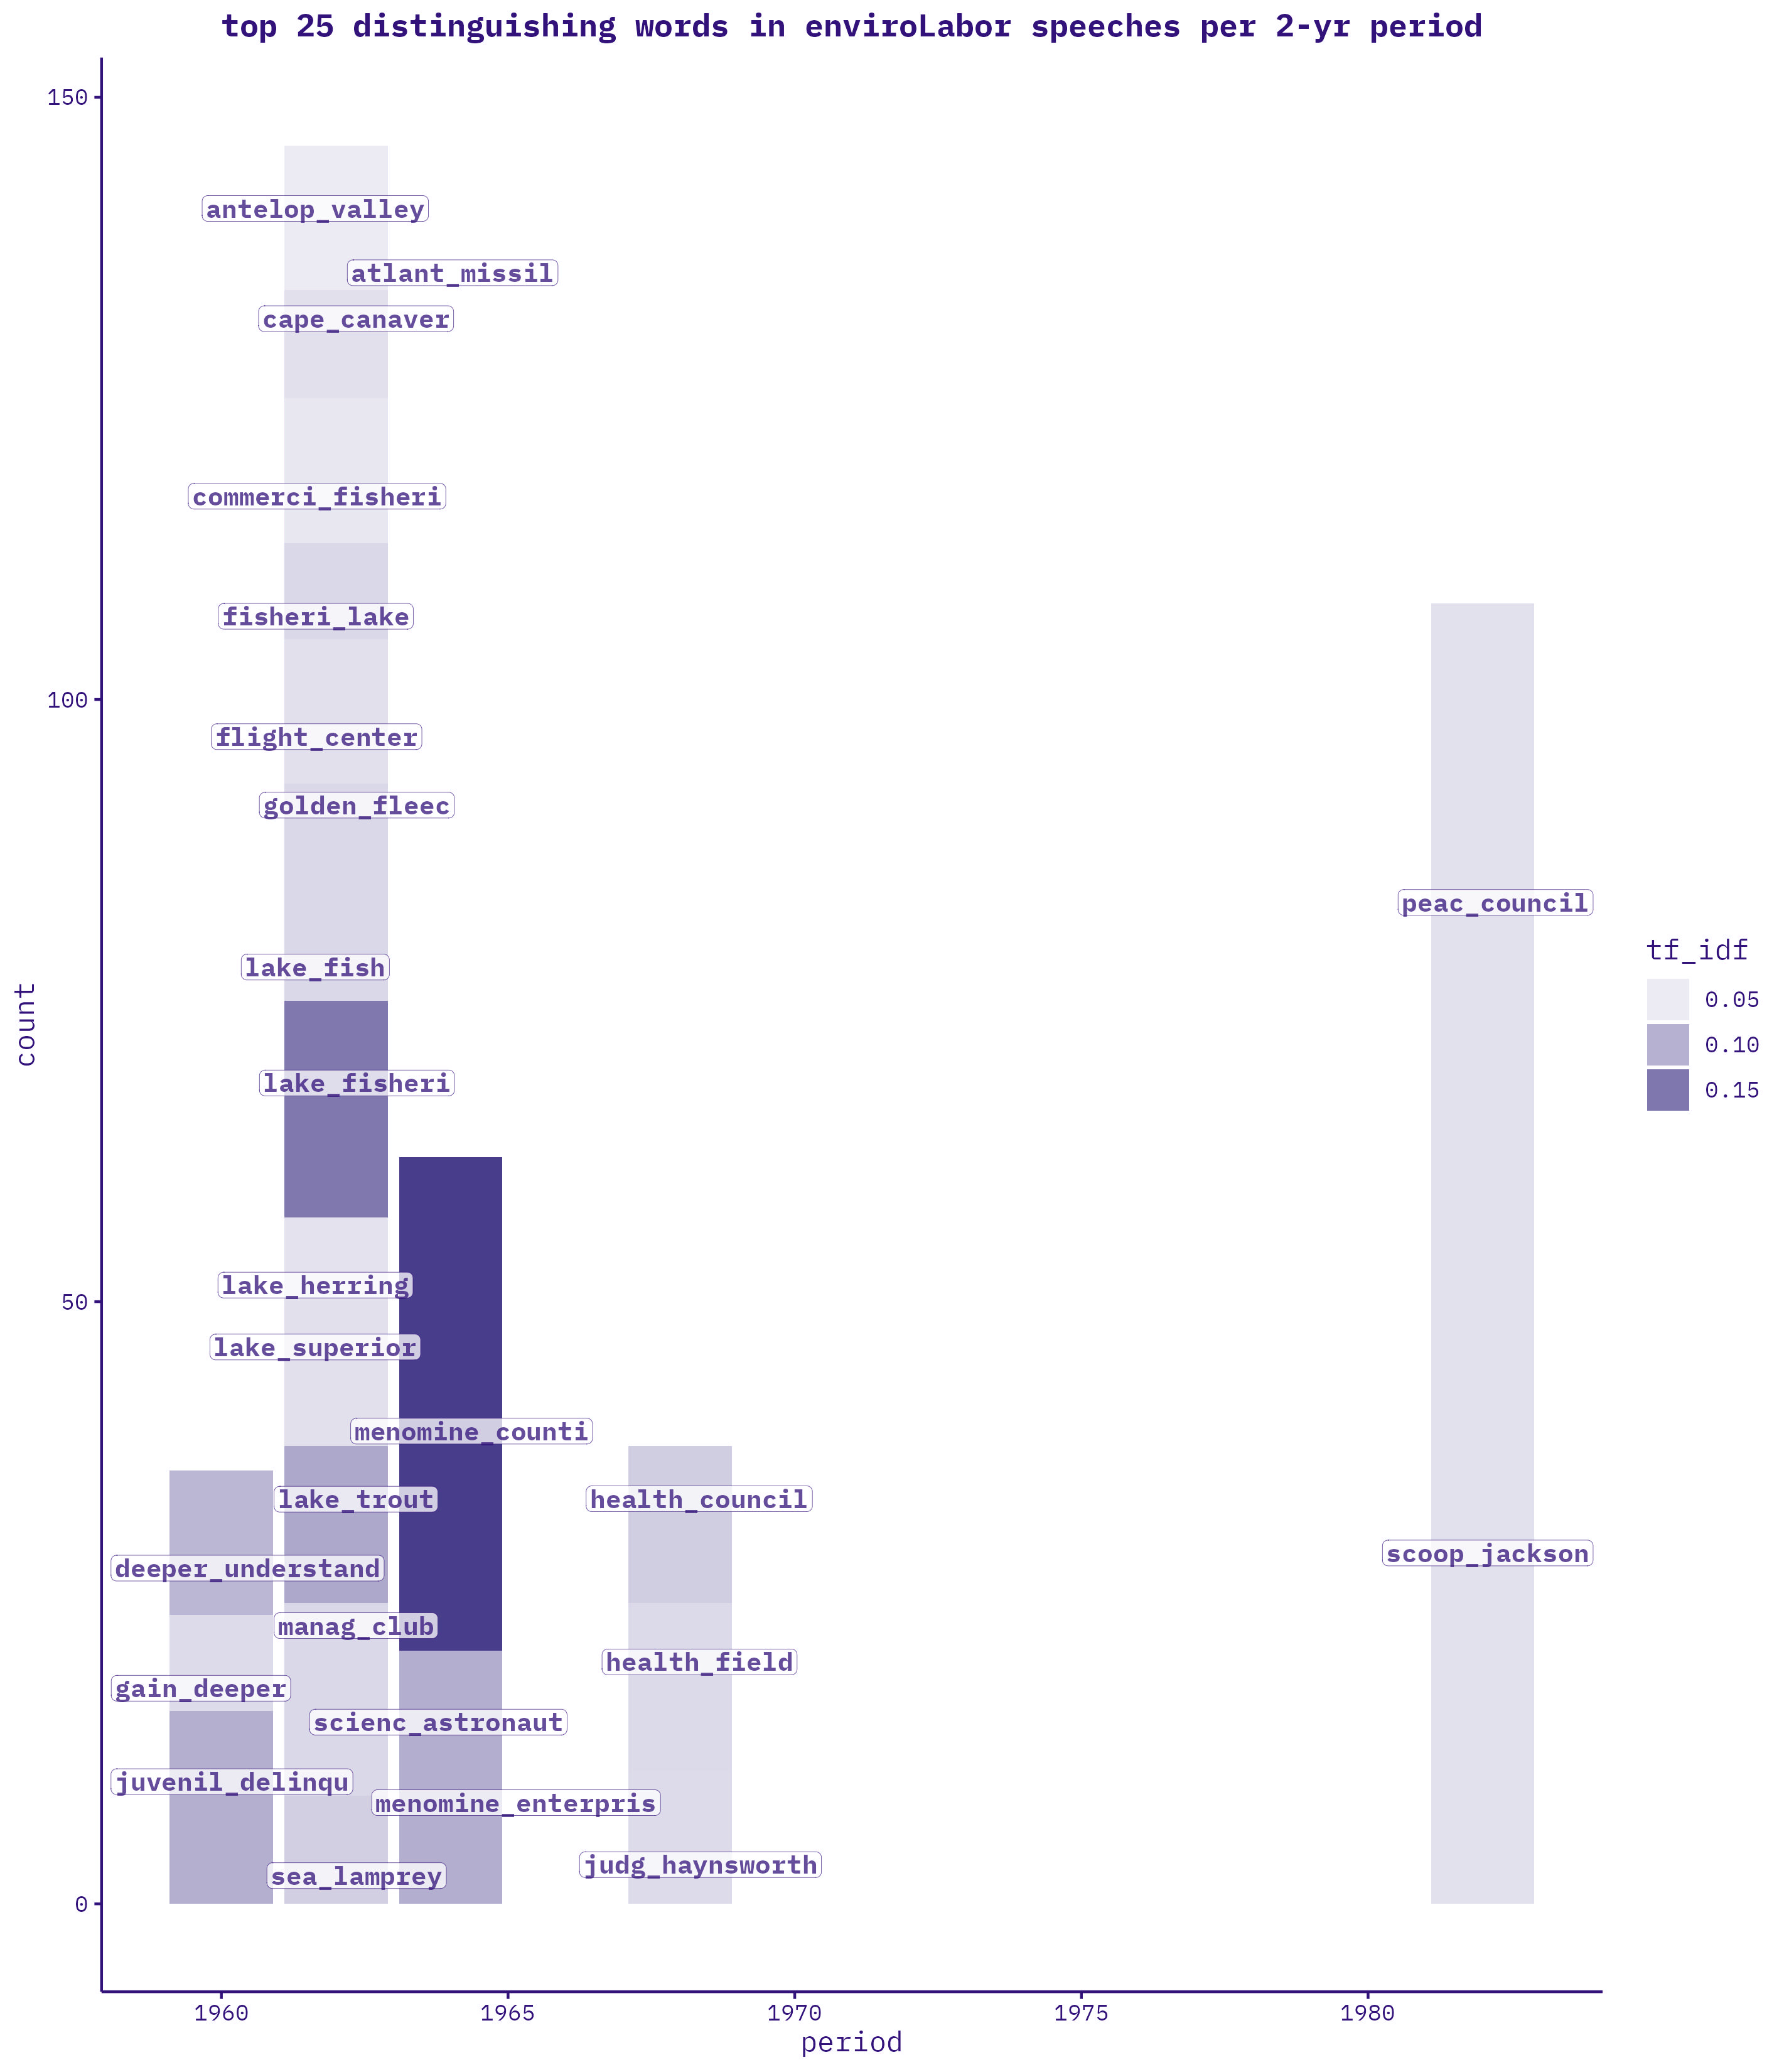 top 25 distinguishing words in enviroLabor speeches per 2-yr period
150
antelop_valley
atlant_missil
cape_canaver
commerci_fisheri
fisheri_lake
100
flight_center
golden_fleec
peac_council
lake_fish
count
lake_fisheri
tf_idf
0.05
0.10
0.15
lake_herring
50
lake_superior
menomine_counti
lake_trout
health_council
scoop_jackson
deeper_understand
manag_club
health_field
gain_deeper
scienc_astronaut
juvenil_delinqu
menomine_enterpris
judg_haynsworth
sea_lamprey
0
1960 1965 1970 1975 1980
period